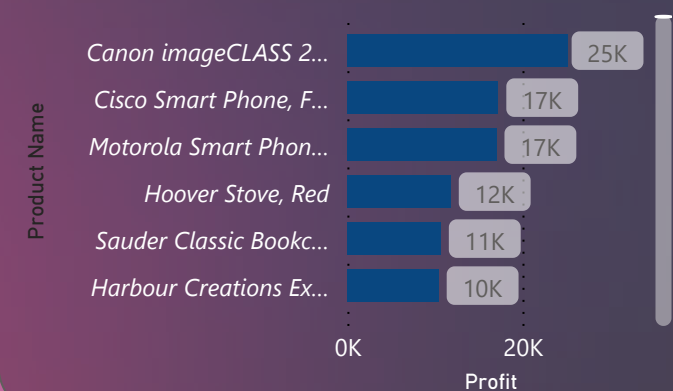 Product Name
Canon imageCLASS 2... 25K
Cisco Smart Phone, F... 17K
Motorola Smart Phon... 17K
Hoover Stove, Red 12K
Sauder Classic Bookc... 11K
Harbour Creations Ex... 10K
0K 20K
Profit